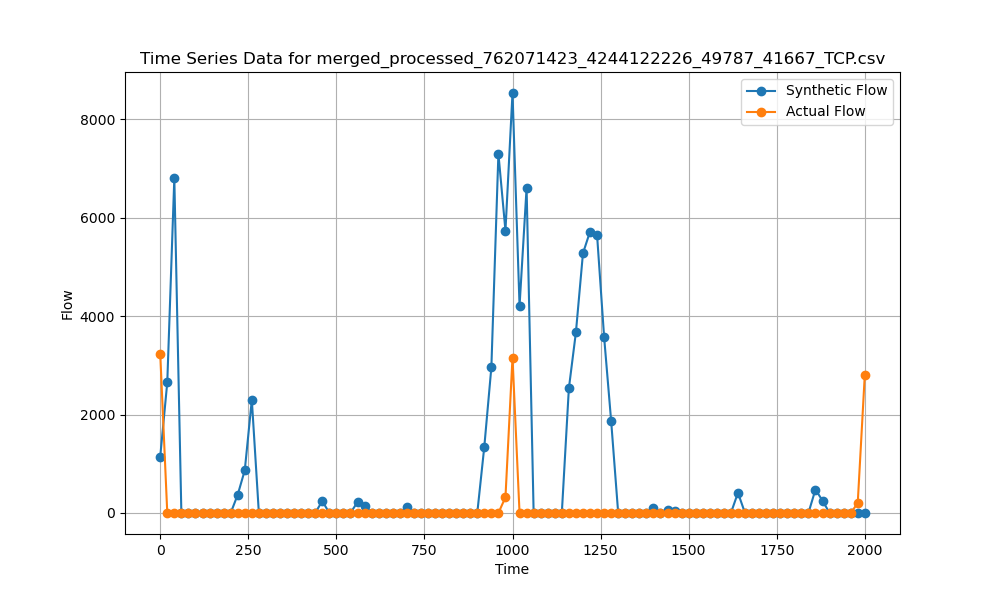 Time Series Data for merged_processed_762071423_4244122226_49787_41667_TCP.csv
Synthetic Flow
Actual Flow
Flow
8000
6000
4000
2000
0
0 250 500 750 1000 1250 1500 1750 2000
Time